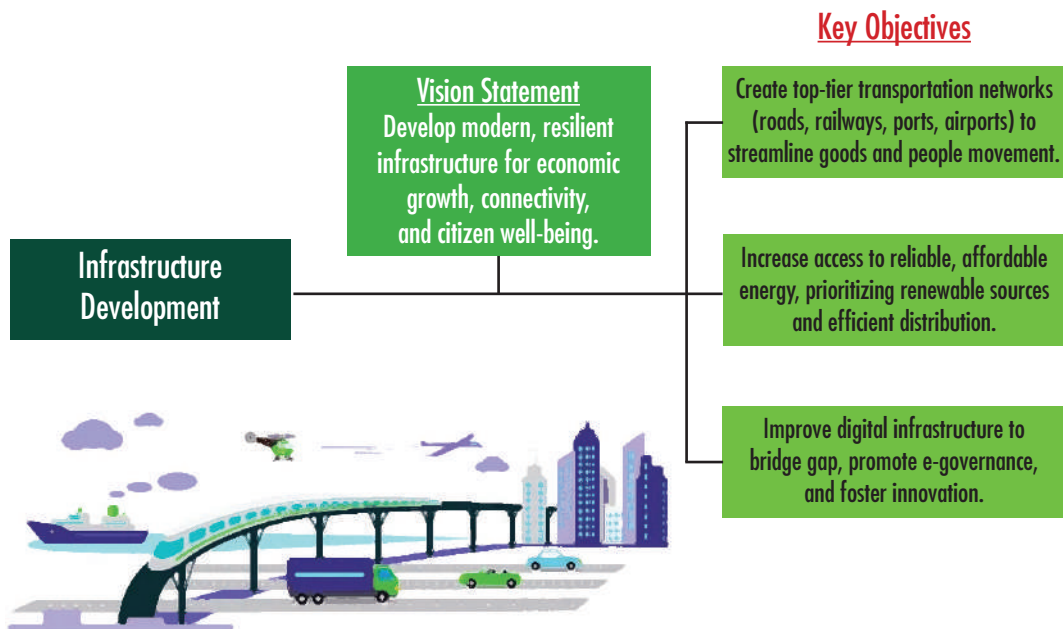 Key Objectives
Vision Statement
Develop modern, resilient
infrastructure for economic
growth, connectivity,
and citizen well-being.
Create top-tier transportation networks
(roads, railways, ports, airports) to
streamline goods and people movement.
Infrastructure
Development
Increase access to reliable, affordable
energy, prioritizing renewable sources
and efficient distribution.
Improve digital infrastructure to
bridge gap, promote e-governance,
and foster innovation.